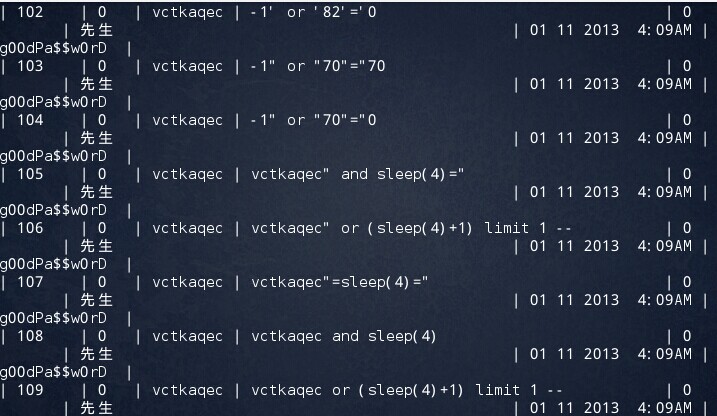 | 102 | 0 | vctkaqec | -1' or '82'='0 | 0
| 先生 | 01 11 2013 4:09AM |
g00dPa$$w0rD |
| 103 | 0 | vctkaqec | -1" or "70"="70 | 0
| 先生 | 01 11 2013 4:09AM |
g00dPa$$w0rD |
| 104 | 0 | vctkaqec | -1" or "70"="0 | 0
| 先生 | 01 11 2013 4:09AM |
g00dPa$$w0rD |
| 105 | 0 | vctkaqec | vctkaqec" and sleep(4)=" | 0
| 先生 | 01 11 2013 4:09AM |
g00dPa$$w0rD |
| 106 | 0 | vctkaqec | vctkaqec" or (sleep(4)+1) limit 1 -- | 0
| 先生 | 01 11 2013 4:09AM |
g00dPa$$w0rD |
| 107 | 0 | vctkaqec | vctkaqec"=sleep(4)=" | 0
| 先生 | 01 11 2013 4:09AM |
g00dPa$$w0rD |
| 108 | 0 | vctkaqec | vctkaqec and sleep(4) | 0
| 先生 | 01 11 2013 4:09AM |
g00dPa$$w0rD |
| 109 | 0 | vctkaqec | vctkaqec or (sleep(4)+1) limit 1 -- | 0
| 先生 | 01 11 2013 4:09AM |